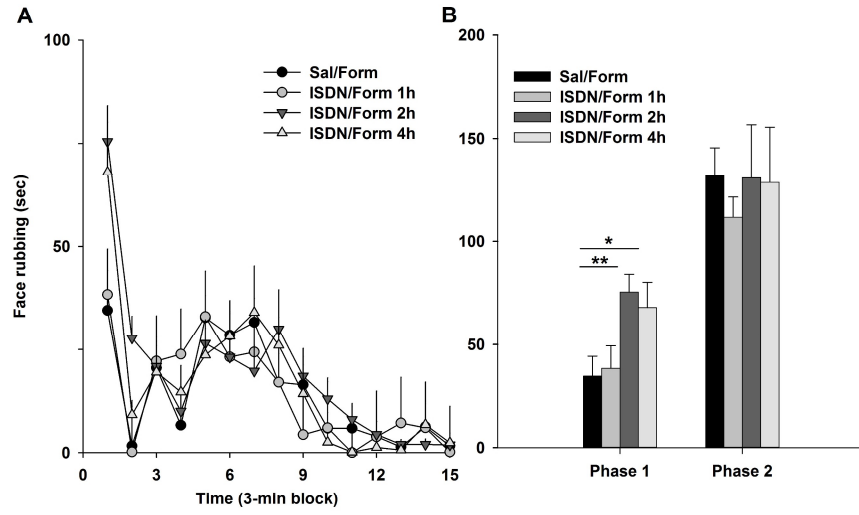 A
100
50
0
Face rubbing (sec)
Sal/Form
ISDN/Form 1h
ISDN/Form 2h
ISDN/Form 4h
0 3 6 9 12 15
Time (3-min block)
B
200
150
100
50
0
Sal/Form
ISDN/Form 1h
ISDN/Form 2h
ISDN/Form 4h
*
**
Phase 1 Phase 2